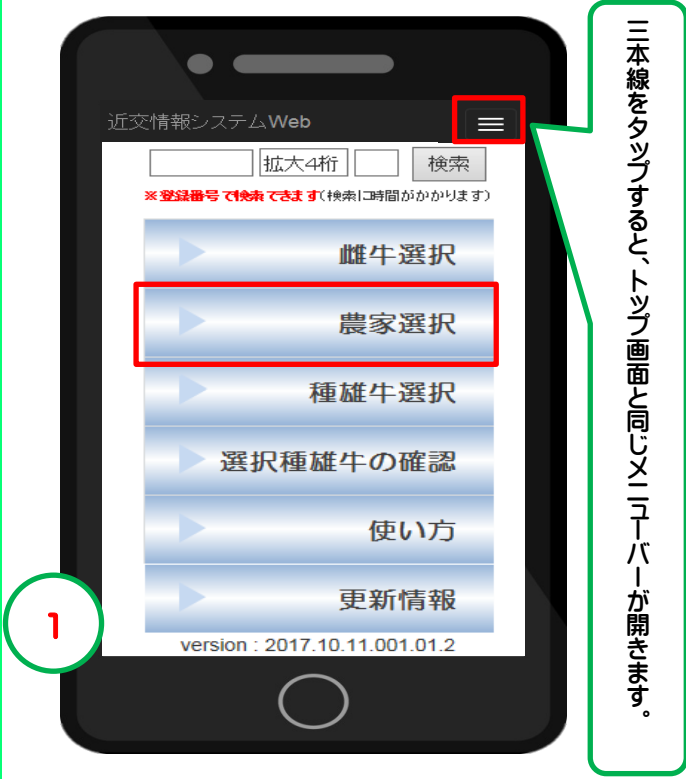 近交情報システムWeb
拡大4桁 検索
※登録番号で検索できます(検索に時間がかかります)
雌牛選択
農家選択
種雄牛選択
選択種雄牛の確認
使い方
更新情報
version : 2017.10.11.001.01.2
1
三本線をタップすると、トップ画面と同じメニューバーが開きます。